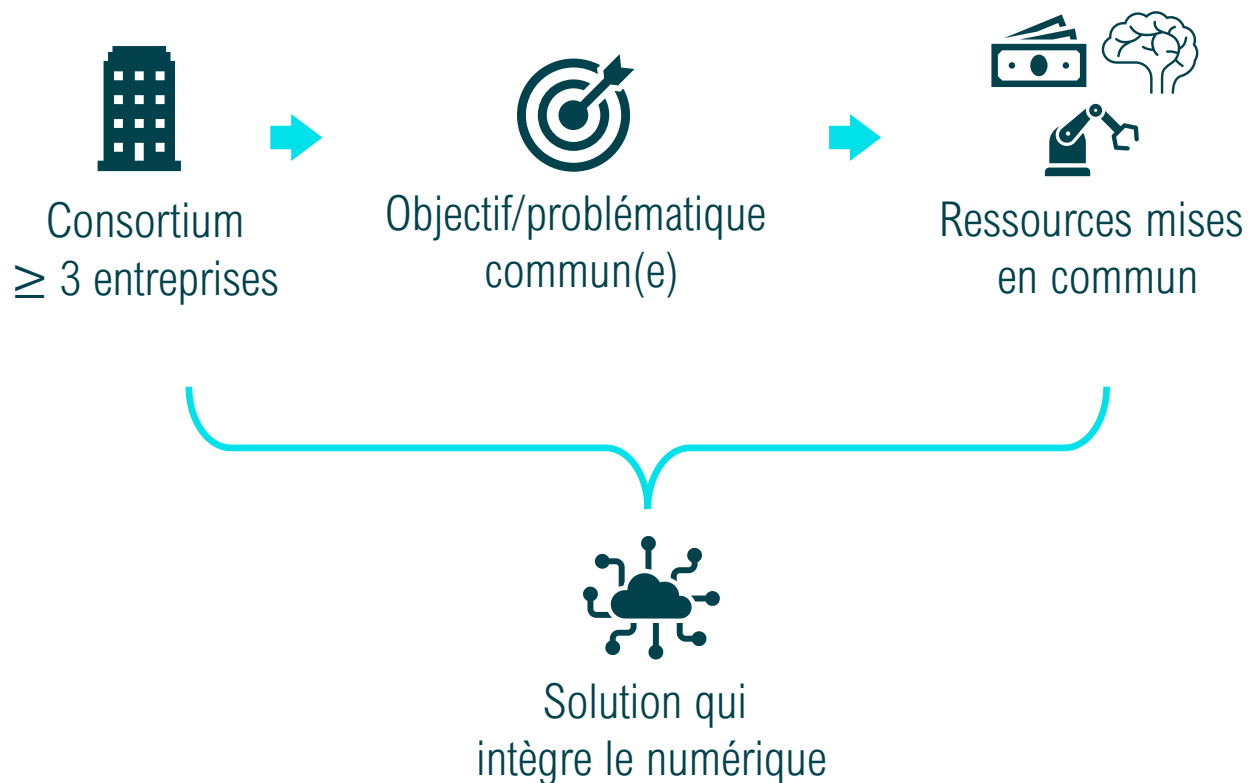 Consortium
≥ 3 entreprises
Objectif/problématique
commun(e)
Ressources mises
en commun
Solution qui
intègre le numérique